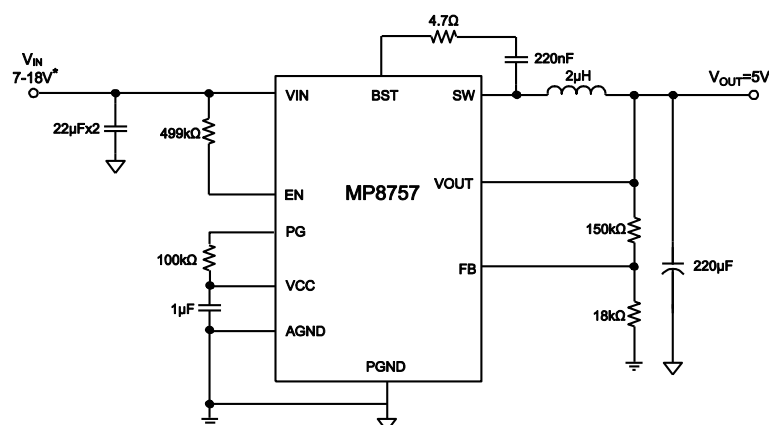 4.7Ω
V_IN
7-18V*
220nF
2µH
V_OUT=5V
VIN
BST
SW
22µFx2
499kΩ
EN
MP8757
VOUT
PG
150kΩ
100kΩ
FB
220µF
VCC
1µF
18kΩ
AGND
PGND